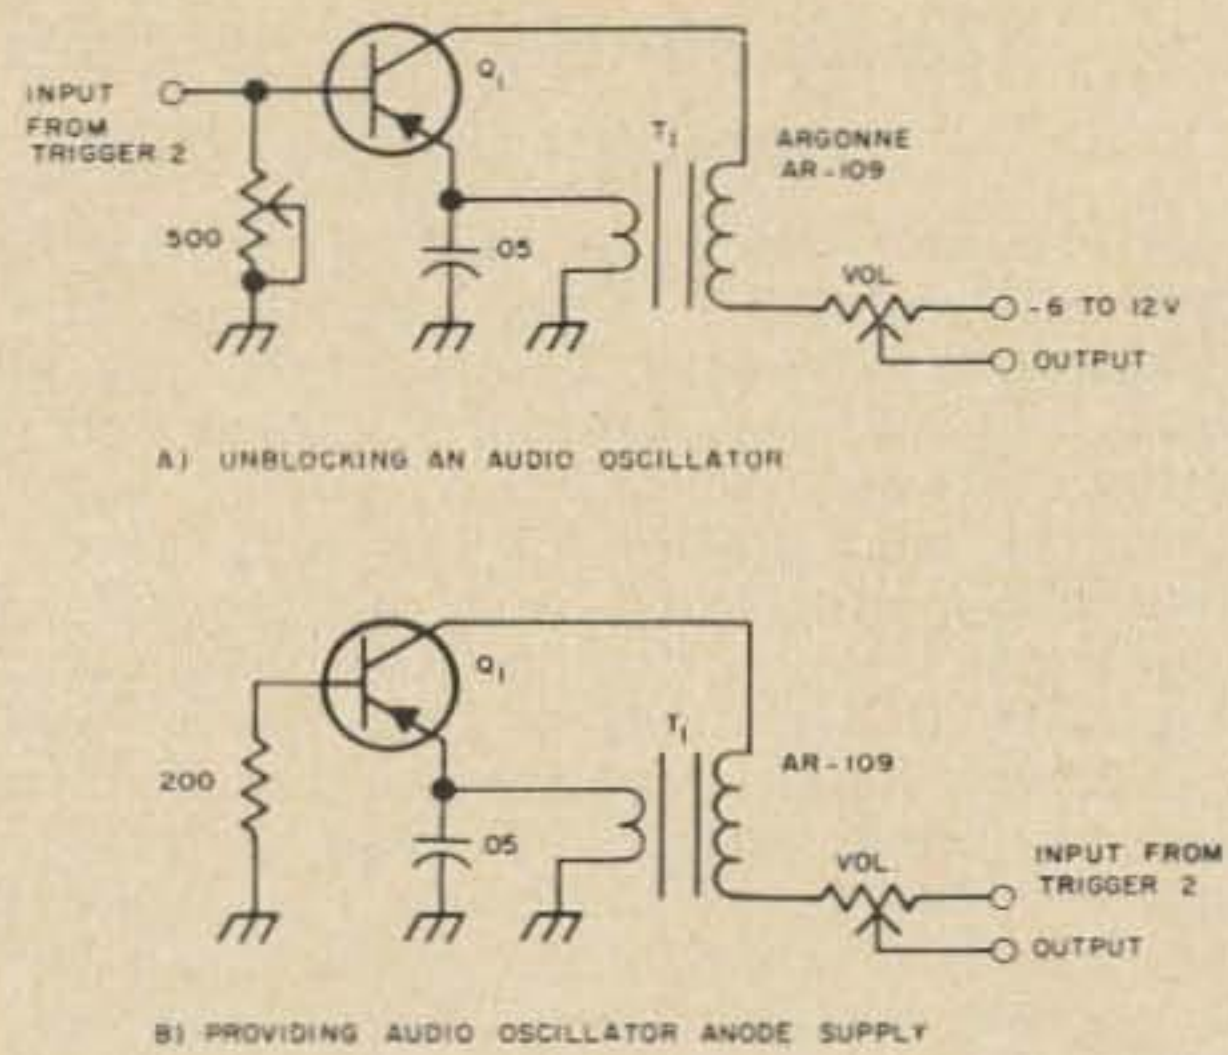 INPUT
FROM
TRIGGER 2
Q1
T1
ARGONNE
AR-109
500
05
VOL
-6 TO 12V
OUTPUT
A) UNBLOCKING AN AUDIO OSCILLATOR
Q1
T1
AR-109
200
05
VOL
INPUT FROM
TRIGGER 2
OUTPUT
B) PROVIDING AUDIO OSCILLATOR ANODE SUPPLY